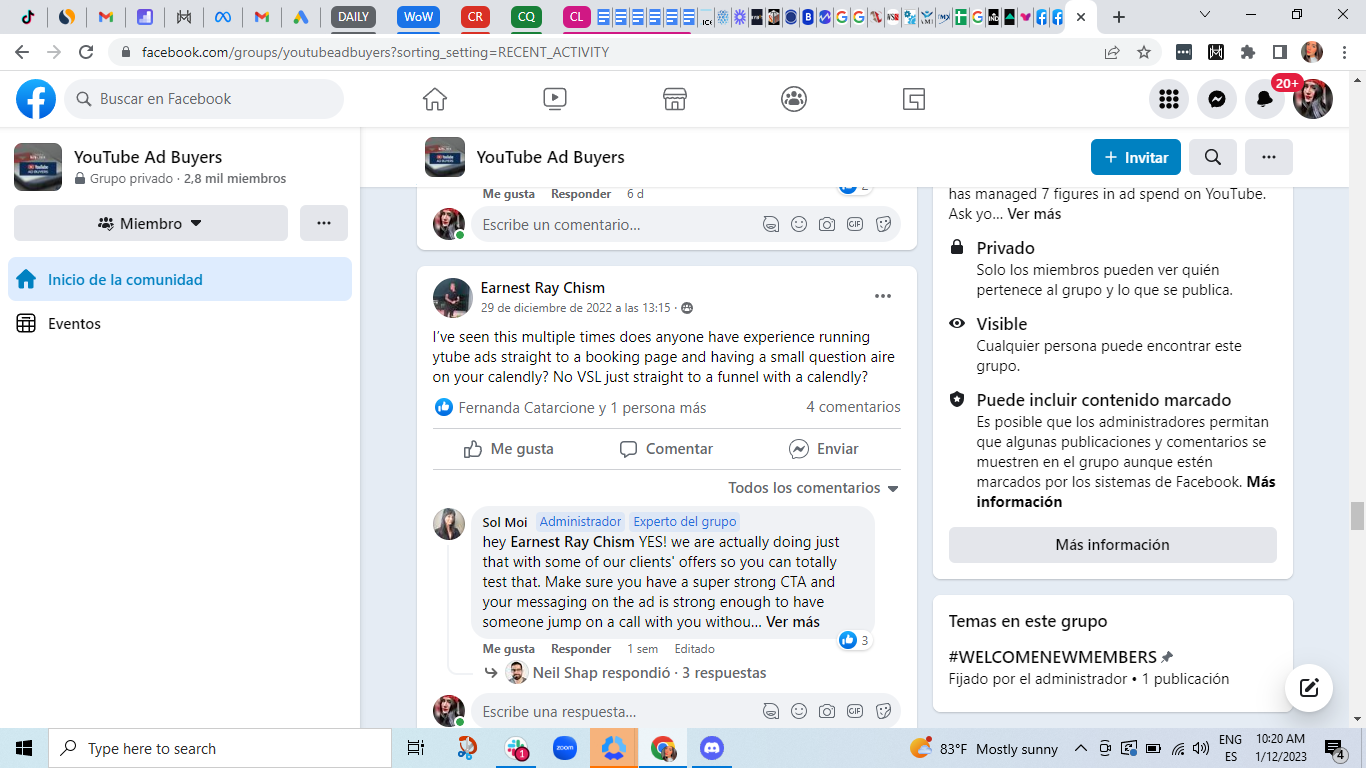 DAILY
WoW
CR
CQ
CL
facebook.com/groups/youtubeadbuyers?sorting_setting=RECENT_ACTIVITY
Buscar en Facebook
20+
YouTube Ad Buyers
Grupo privado · 2,8 mil miembros
Miembro
Inicio de la comunidad
Eventos
YouTube Ad Buyers
Invitar
Me gusta Responder 6 d
2
Escribe un comentario...
GIF
Earnest Ray Chism
29 de diciembre de 2022 a las 13:15 ·
I've seen this multiple times does anyone have experience running
ytube ads straight to a booking page and having a small question aire
on your calendly? No VSL just straight to a funnel with a calendly?
Fernanda Catarcione y 1 persona más
4 comentarios
Me gusta
Comentar
Enviar
Todos los comentarios
Sol Moi Administrador Experto del grupo
hey Earnest Ray Chism YES! we are actually doing just
that with some of our clients' offers so you can totally
test that. Make sure you have a super strong CTA and
your messaging on the ad is strong enough to have
someone jump on a call with you withou... Ver más
3
Me gusta Responder 1 sem Editado
Neil Shap respondió · 3 respuestas
Escribe una respuesta...
GIF
has managed 7 figures in ad spend on YouTube.
Ask yo... Ver más
Privado
Solo los miembros pueden ver quién
pertenece al grupo y lo que se publica.
Visible
Cualquier persona puede encontrar este
grupo.
Puede incluir contenido marcado
Es posible que los administradores permitan
que algunas publicaciones y comentarios se
muestren en el grupo aunque estén
marcados por los sistemas de Facebook. Más
información
Más información
Temas en este grupo
#WELCOMENEWMEMBERS
Fijado por el administrador • 1 publicación
Type here to search
1
zoom
83°F Mostly sunny
ENG
ES
10:20 AM
1/12/2023
4